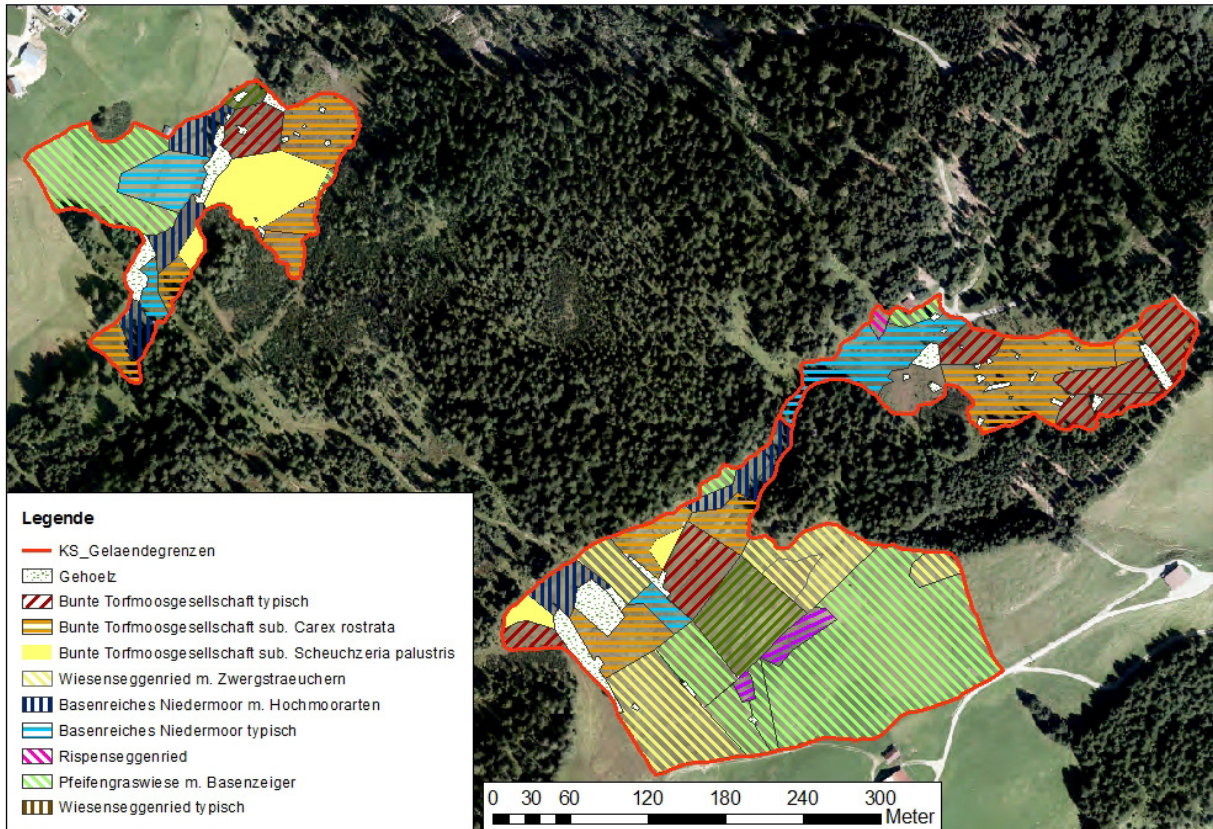 Legende
KS_Gelaendegrenzen
Gehoelz
Bunte Torfmoosgesellschaft typisch
Bunte Torfmoosgesellschaft sub. Carex rostrata
Bunte Torfmoosgesellschaft sub. Scheuchzeria palustris
Wiesenseggenried m. Zwergstraeuchern
Basenreiches Niedermoor m. Hochmoorarten
Basenreiches Niedermoor typisch
Rispenseggenried
Pfeifengraswiese m. Basenzeiger
Wiesenseggenried typisch
0 30 60 120 180 240 300
Meter